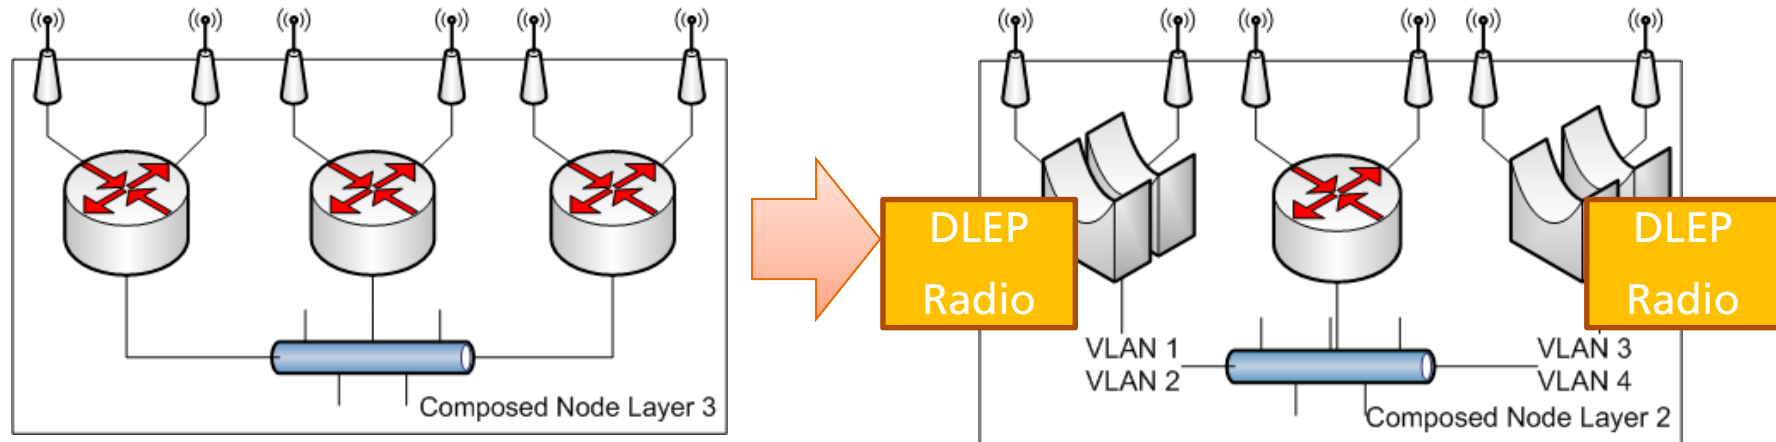 Composed Node Layer 3
DLEP
Radio
VLAN 1
VLAN 2
DLEP
Radio
VLAN 3
VLAN 4
Composed Node Layer 2